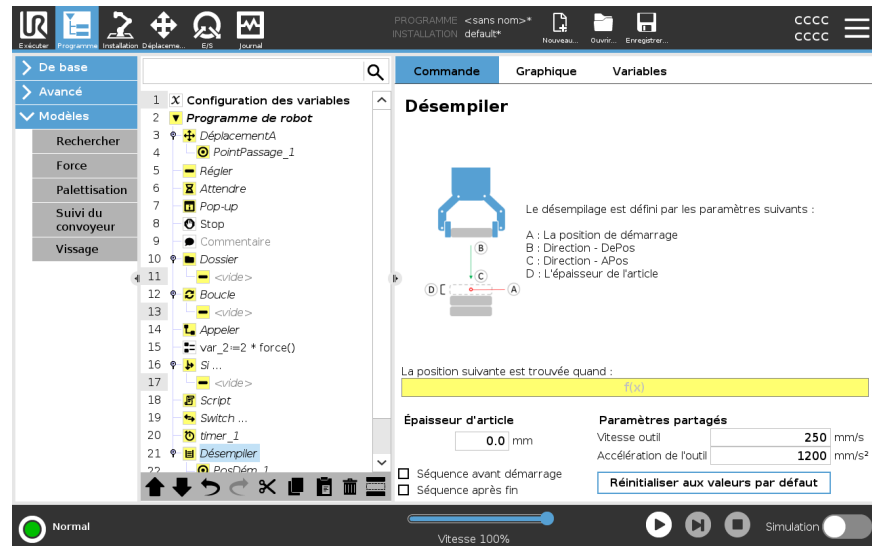 PROGRAMME <sans nom>*
INSTALLATION default*
Exécuter
Programme
Installation
Déplaceme...
E/S
Journal
Nouveau...
Ouvrir...
Enregistrer...
CCCC
CCCC
De base
Avancé
Modèles
Rechercher
Force
Palettisation
Suivi du
convoyeur
Vissage
1 X Configuration des variables
2 Programme de robot
3 DéplacementA
4 PointPassage_1
5 Régler
6 Attendre
7 Pop-up
8 Stop
9 Commentaire
10 Dossier
11 <vide>
12 Boucle
13 <vide>
14 Appeler
15 var_2:=2 * force()
16 Si ...
17 <vide>
18 Script
19 Switch ...
20 timer_1
21 Désempiler
22 PosDém_1
Commande Graphique Variables
Désempiler
Le désempilage est défini par les paramètres suivants :
A : La position de démarrage
B : Direction - DePos
C : Direction - APos
D : L'épaisseur de l'article
B
C
D
A
La position suivante est trouvée quand :
f(x)
Épaisseur d'article
0.0 mm
Séquence avant démarrage
Séquence après fin
Paramètres partagés
Vitesse outil 250 mm/s
Accélération de l'outil 1200 mm/s²
Réinitialiser aux valeurs par défaut
Normal
Vitesse 100%
Simulation